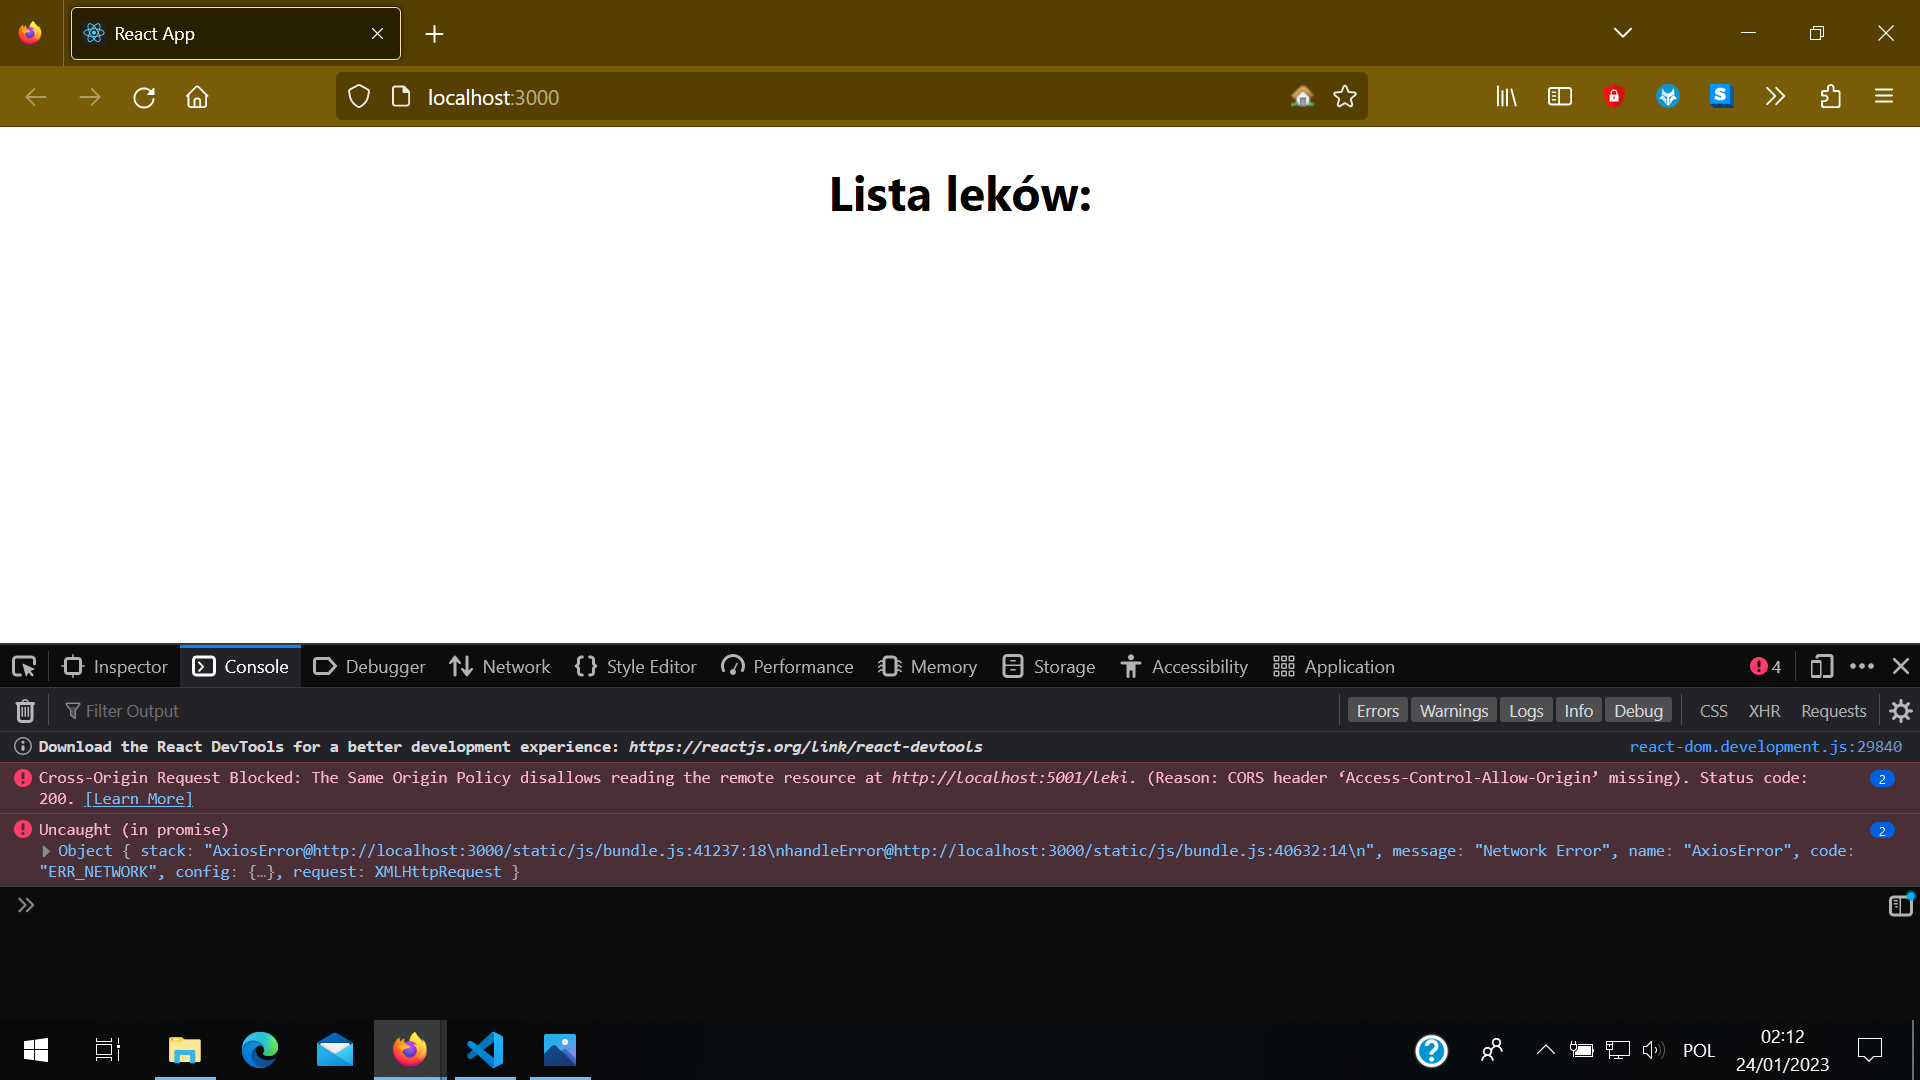 React App
localhost:3000
S
Lista leków:
Inspector Console Debugger Network Style Editor Performance Memory Storage Accessibility Application 4
Filter Output Errors Warnings Logs Info Debug CSS XHR Requests
Download the React DevTools for a better development experience: https://reactjs.org/link/react-devtools react-dom.development.js:29840
Cross-Origin Request Blocked: The Same Origin Policy disallows reading the remote resource at http://localhost:5001/leki. (Reason: CORS header ‘Access-Control-Allow-Origin’ missing). Status code: 2
200. [Learn More]
Uncaught (in promise) 2
Object { stack: "AxiosError@http://localhost:3000/static/js/bundle.js:41237:18\nhandleError@http://localhost:3000/static/js/bundle.js:40632:14\n", message: "Network Error", name: "AxiosError", code:
"ERR_NETWORK", config: {…}, request: XMLHttpRequest }
POL
02:12
24/01/2023